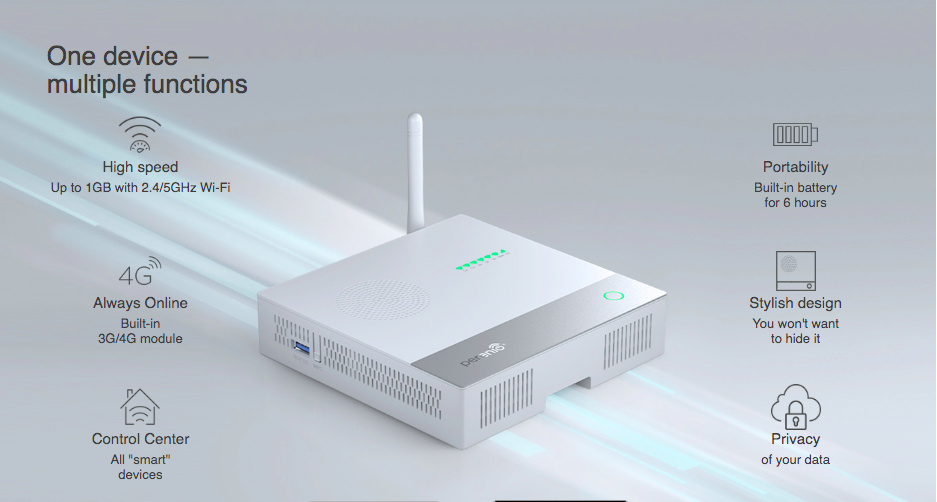 One device —
multiple functions
High speed
Up to 1GB with 2.4/5GHz Wi-Fi
4G
Always Online
Built-in
3G/4G module
Control Center
All "smart"
devices
perenio
Portability
Built-in battery
for 6 hours
Stylish design
You won't want
to hide it
Privacy
of your data